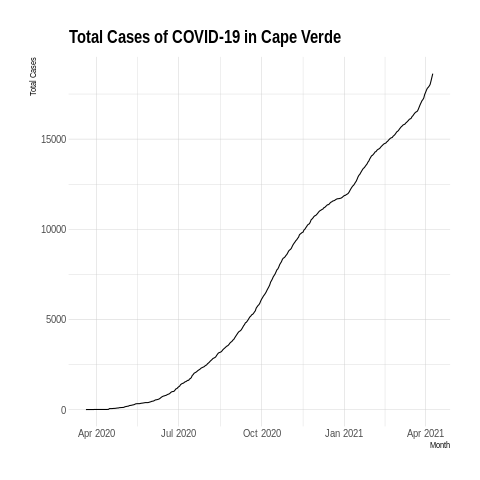 Total Cases of COVID-19 in Cape Verde
Total Cases
15000
10000
5000
0
Apr 2020 Jul 2020 Oct 2020 Jan 2021 Apr 2021
Month